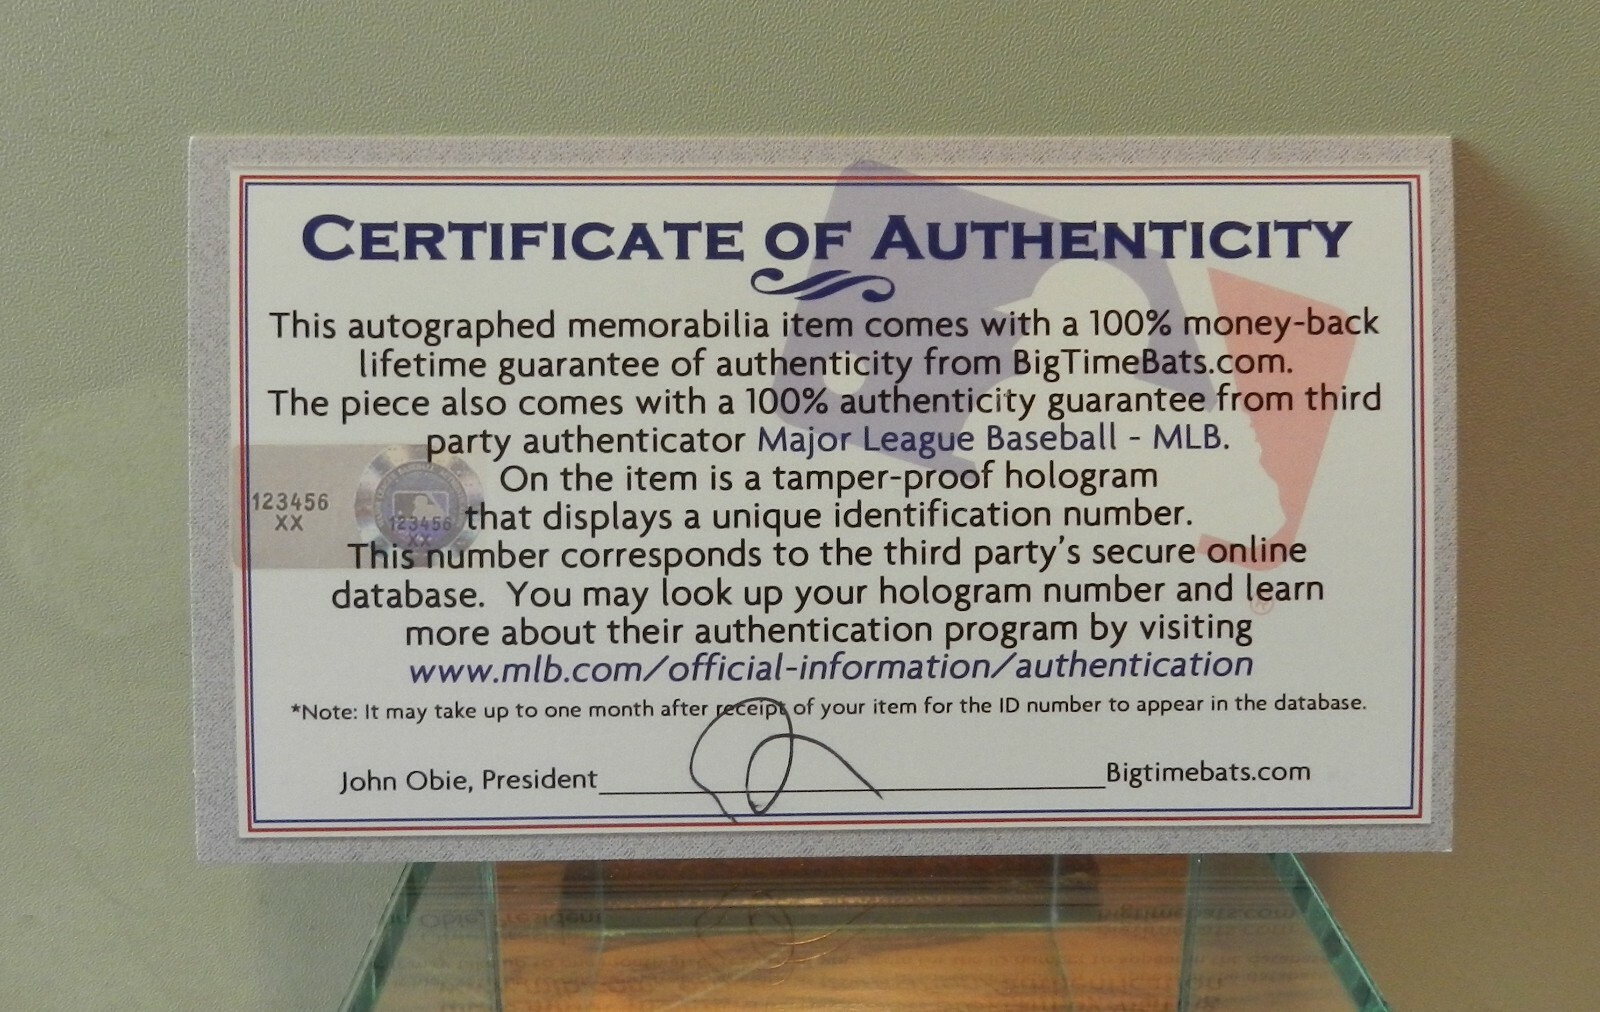 CERTIFICATE OF AUTHENTICITY
This autographed memorabilia item comes with a 100% money-back
lifetime guarantee of authenticity from BigTimeBats.com.
The piece also comes with a 100% authenticity guarantee from third
party authenticator Major League Baseball - MLB.
On the item is a tamper-proof hologram
that displays a unique identification number.
123456
XX
123456
XX
This number corresponds to the third party's secure online
database. You may look up your hologram number and learn
more about their authentication program by visiting
www.mlb.com/official-information/authentication
*Note: It may take up to one month after receipt of your item for the ID number to appear in the database.
John Obie, President Bigtimebats.com